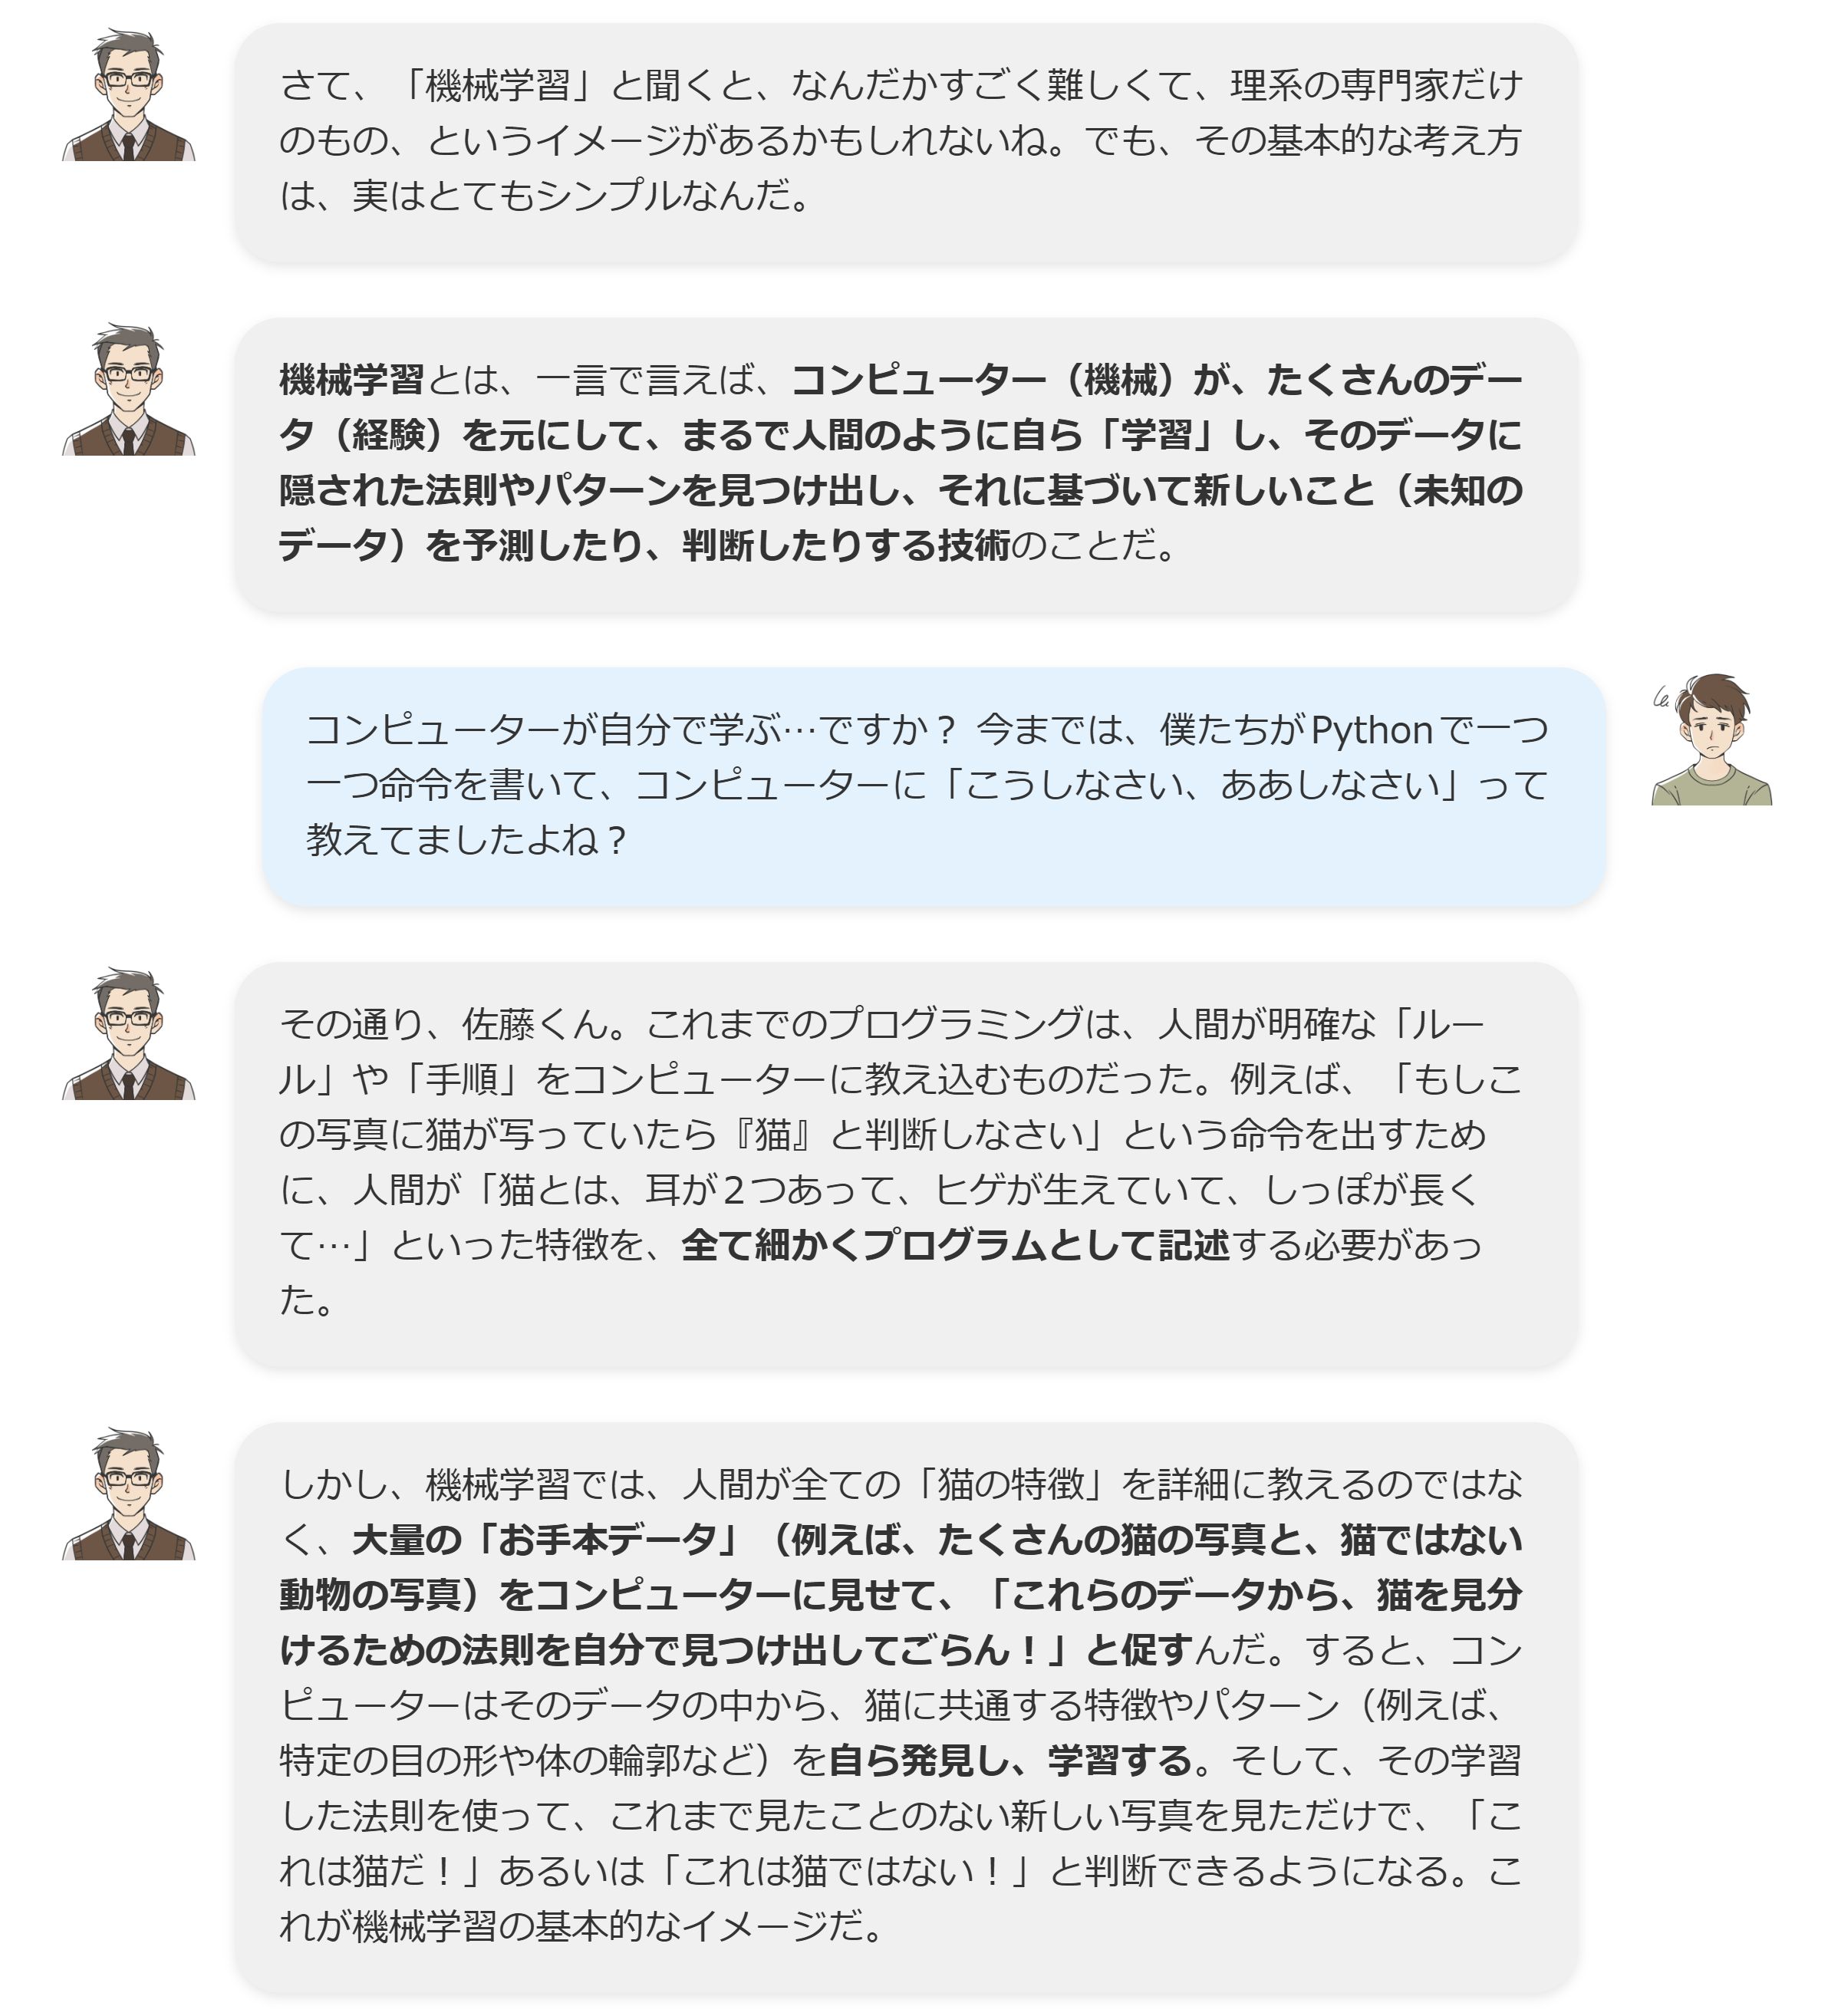 さて、「機械学習」と聞くと、なんだかすごく難しくて、理系の専門家だけ
のもの、というイメージがあるかもしれないね。でも、その基本的な考え方
は、実はとてもシンプルなんだ。
機械学習とは、一言で言えば、コンピューター（機械）が、たくさんのデー
タ（経験）を元にして、まるで人間のように自ら「学習」し、そのデータに
隠された法則やパターンを見つけ出し、それに基づいて新しいこと（未知の
データ）を予測したり、判断したりする技術のことだ。
コンピューターが自分で学ぶ…ですか？ 今までは、僕たちがPythonで一つ
一つ命令を書いて、コンピューターに「こうしなさい、ああしなさい」って
教えてましたよね？
その通り、佐藤くん。これまでのプログラミングは、人間が明確な「ルー
ル」や「手順」をコンピューターに教え込むものだった。例えば、「もしこ
の写真に猫が写っていたら『猫』と判断しなさい」という命令を出すため
に、人間が「猫とは、耳が2つあって、ヒゲが生えていて、しっぽが長く
て…」といった特徴を、全て細かくプログラムとして記述する必要があっ
た。
しかし、機械学習では、人間が全ての「猫の特徴」を詳細に教えるのではな
く、大量の「お手本データ」（例えば、たくさんの猫の写真と、猫ではない
動物の写真）をコンピューターに見せて、「これらのデータから、猫を見分
けるための法則を自分で見つけ出してごらん！」と促すんだ。すると、コン
ピューターはそのデータの中から、猫に共通する特徴やパターン（例えば、
特定の目の形や体の輪郭など）を自ら発見し、学習する。そして、その学習
した法則を使って、これまで見たことのない新しい写真を見ただけで、「こ
れは猫だ！」あるいは「これは猫ではない！」と判断できるようになる。こ
れが機械学習の基本的なイメージだ。